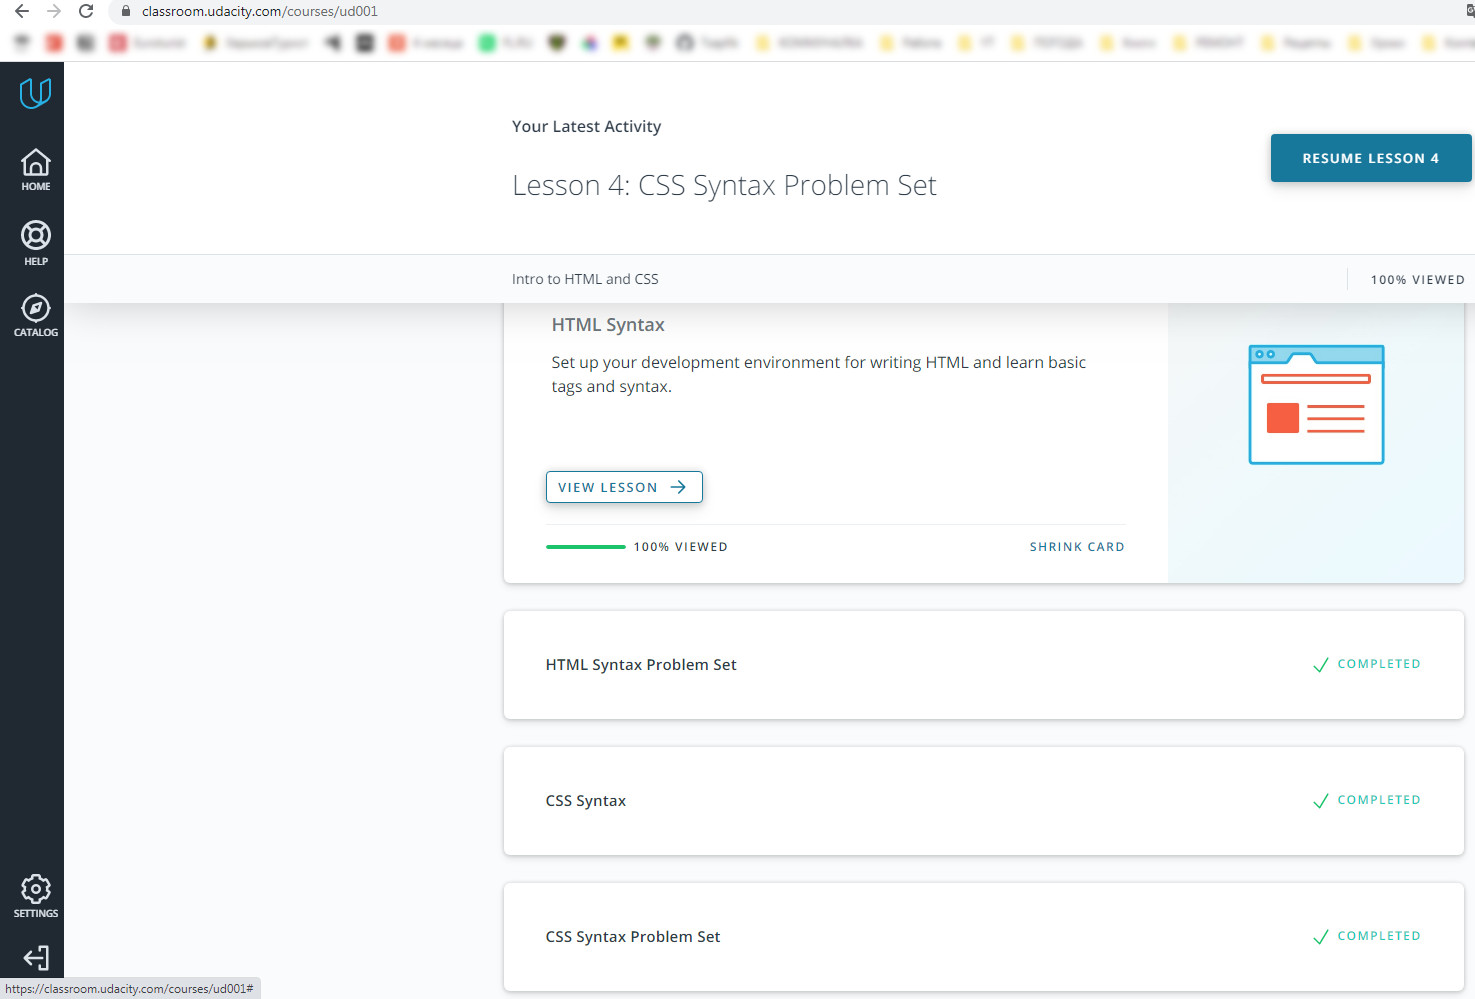 classroom.udacity.com/courses/ud001
HOME
HELP
CATALOG
SETTINGS
Your Latest Activity
RESUME LESSON 4
Lesson 4: CSS Syntax Problem Set
Intro to HTML and CSS
100% VIEWED
HTML Syntax
Set up your development environment for writing HTML and learn basic
tags and syntax.
VIEW LESSON
100% VIEWED
SHRINK CARD
HTML Syntax Problem Set
COMPLETED
CSS Syntax
COMPLETED
CSS Syntax Problem Set
COMPLETED
https://classroom.udacity.com/courses/ud001#